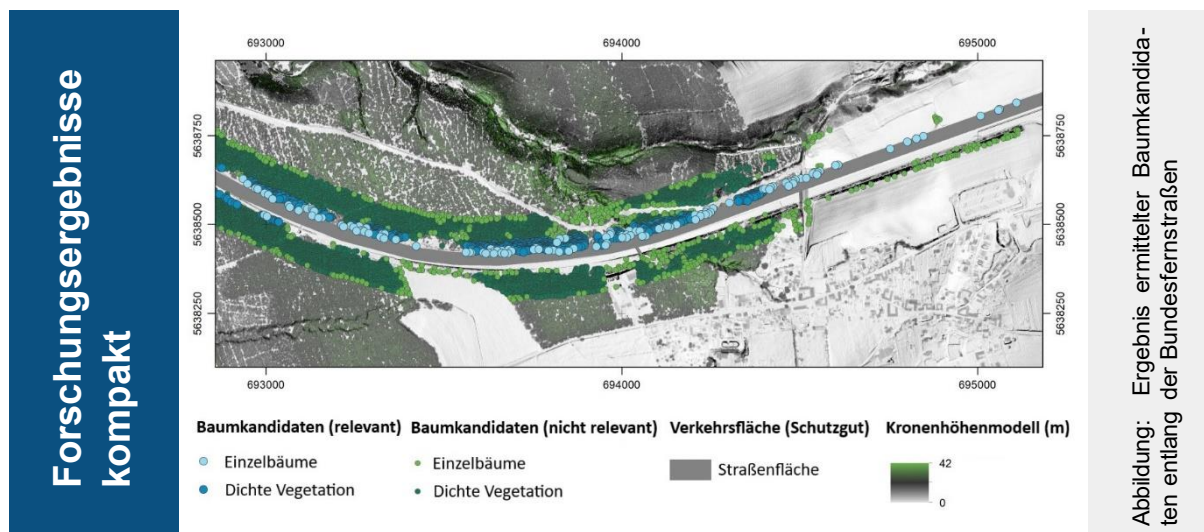 Forschungsergebnisse
kompakt
693000
694000
695000
5638750
5638500
5638250
5638750
5638500
5638250
693000
694000
695000
Baumkandidaten (relevant)
Einzelbäume
Dichte Vegetation
Baumkandidaten (nicht relevant)
Einzelbäume
Dichte Vegetation
Verkehrsfläche (Schutzgut)
Straßenfläche
Kronenhöhenmodell (m)
42
0
Abbildung: Ergebnis ermittelter Baumkandida-
ten entlang der Bundesfernstraßen